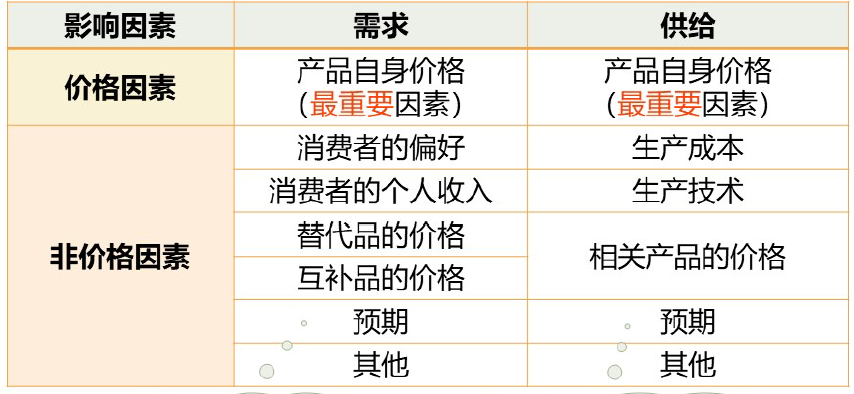 影响因素 需求 供给
价格因素 产品自身价格 产品自身价格
（最重要因素） （最重要因素）
非价格因素 消费者的偏好 生产成本
消费者的个人收入 生产技术
替代品的价格 相关产品的价格
互补品的价格
预期 预期
其他 其他